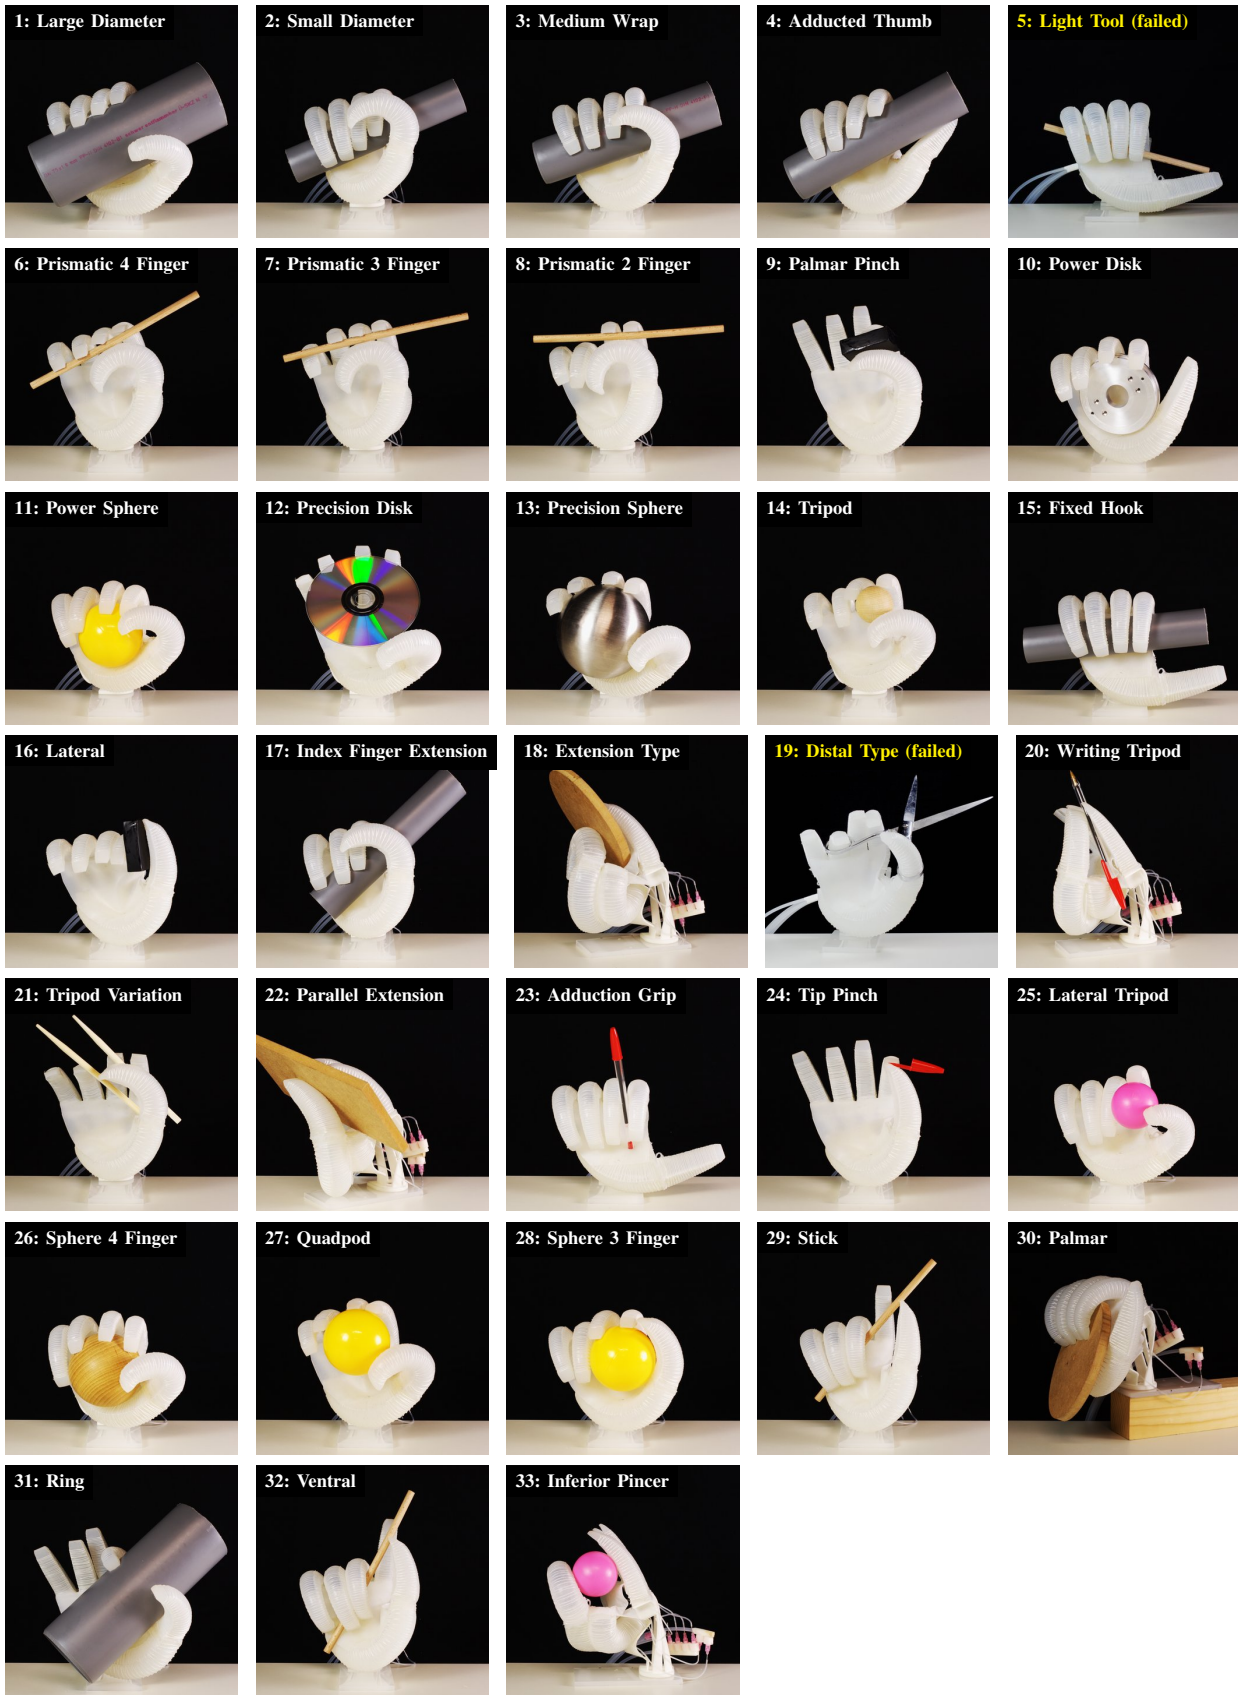 1: Large Diameter
2: Small Diameter
3: Medium Wrap
4: Adducted Thumb
5: Light Tool (failed)
6: Prismatic 4 Finger
7: Prismatic 3 Finger
8: Prismatic 2 Finger
9: Palmar Pinch
10: Power Disk
11: Power Sphere
12: Precision Disk
13: Precision Sphere
14: Tripod
15: Fixed Hook
16: Lateral
17: Index Finger Extension
18: Extension Type
19: Distal Type (failed)
20: Writing Tripod
21: Tripod Variation
22: Parallel Extension
23: Adduction Grip
24: Tip Pinch
25: Lateral Tripod
26: Sphere 4 Finger
27: Quadpod
28: Sphere 3 Finger
29: Stick
30: Palmar
31: Ring
32: Ventral
33: Inferior Pincer